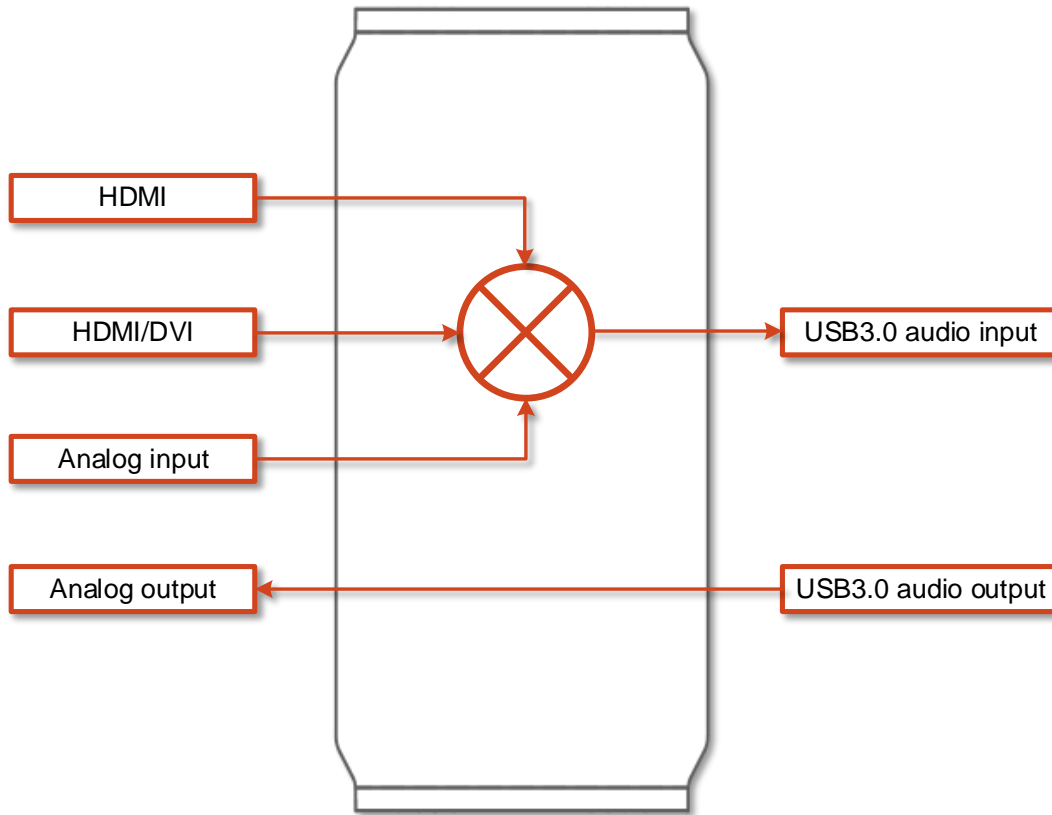 HDMI
HDMI/DVI
USB3.0 audio input
Analog input
Analog output
USB3.0 audio output